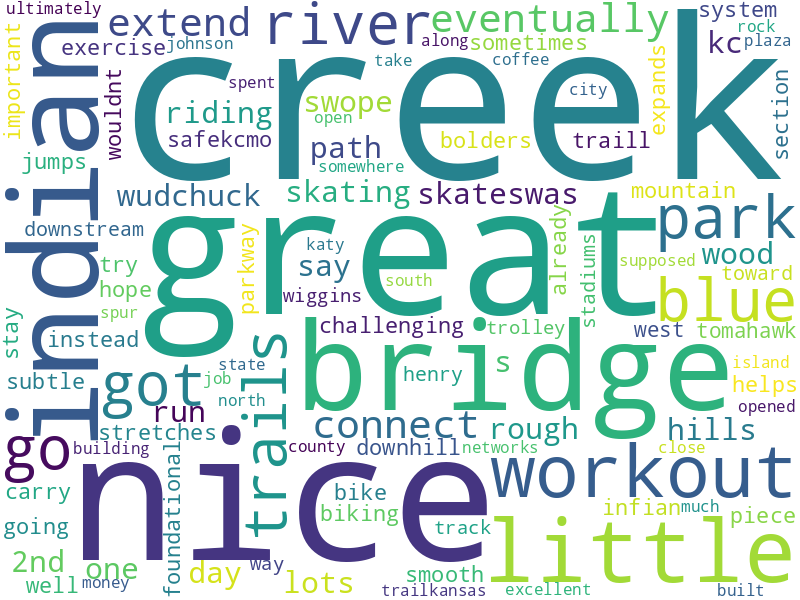 ultimately
extend
river
eventually
system
rock
exercise
johnson
along
sometimes
kc
plaza
important
indian
wouldnt
creek
spent
take
coffee
city
expands
section
riding
swope
open
safekcmo
path
bolders
traill
jumps
somewhere
wudchuck
skating
skateswas
mountain
downstream
great
park
katy
already
stadiums
wood
try
parkway
say
south
supposed
toward
hope
wiggins
blue
spur
stay
instead
challenging
trolley
west
tomahawk
bridge
s
state
henry
island
subtle
got
job
trails
helps
north
run
opened
stretches
connect
rough
hills
go
building
nice
county
downhill
networks
close
workout
carry
foundational
bike
infian
much
going
biking
track
little
piece
2nd
one
way
day
lots
smooth
well
money
trailkansas
excellent
built